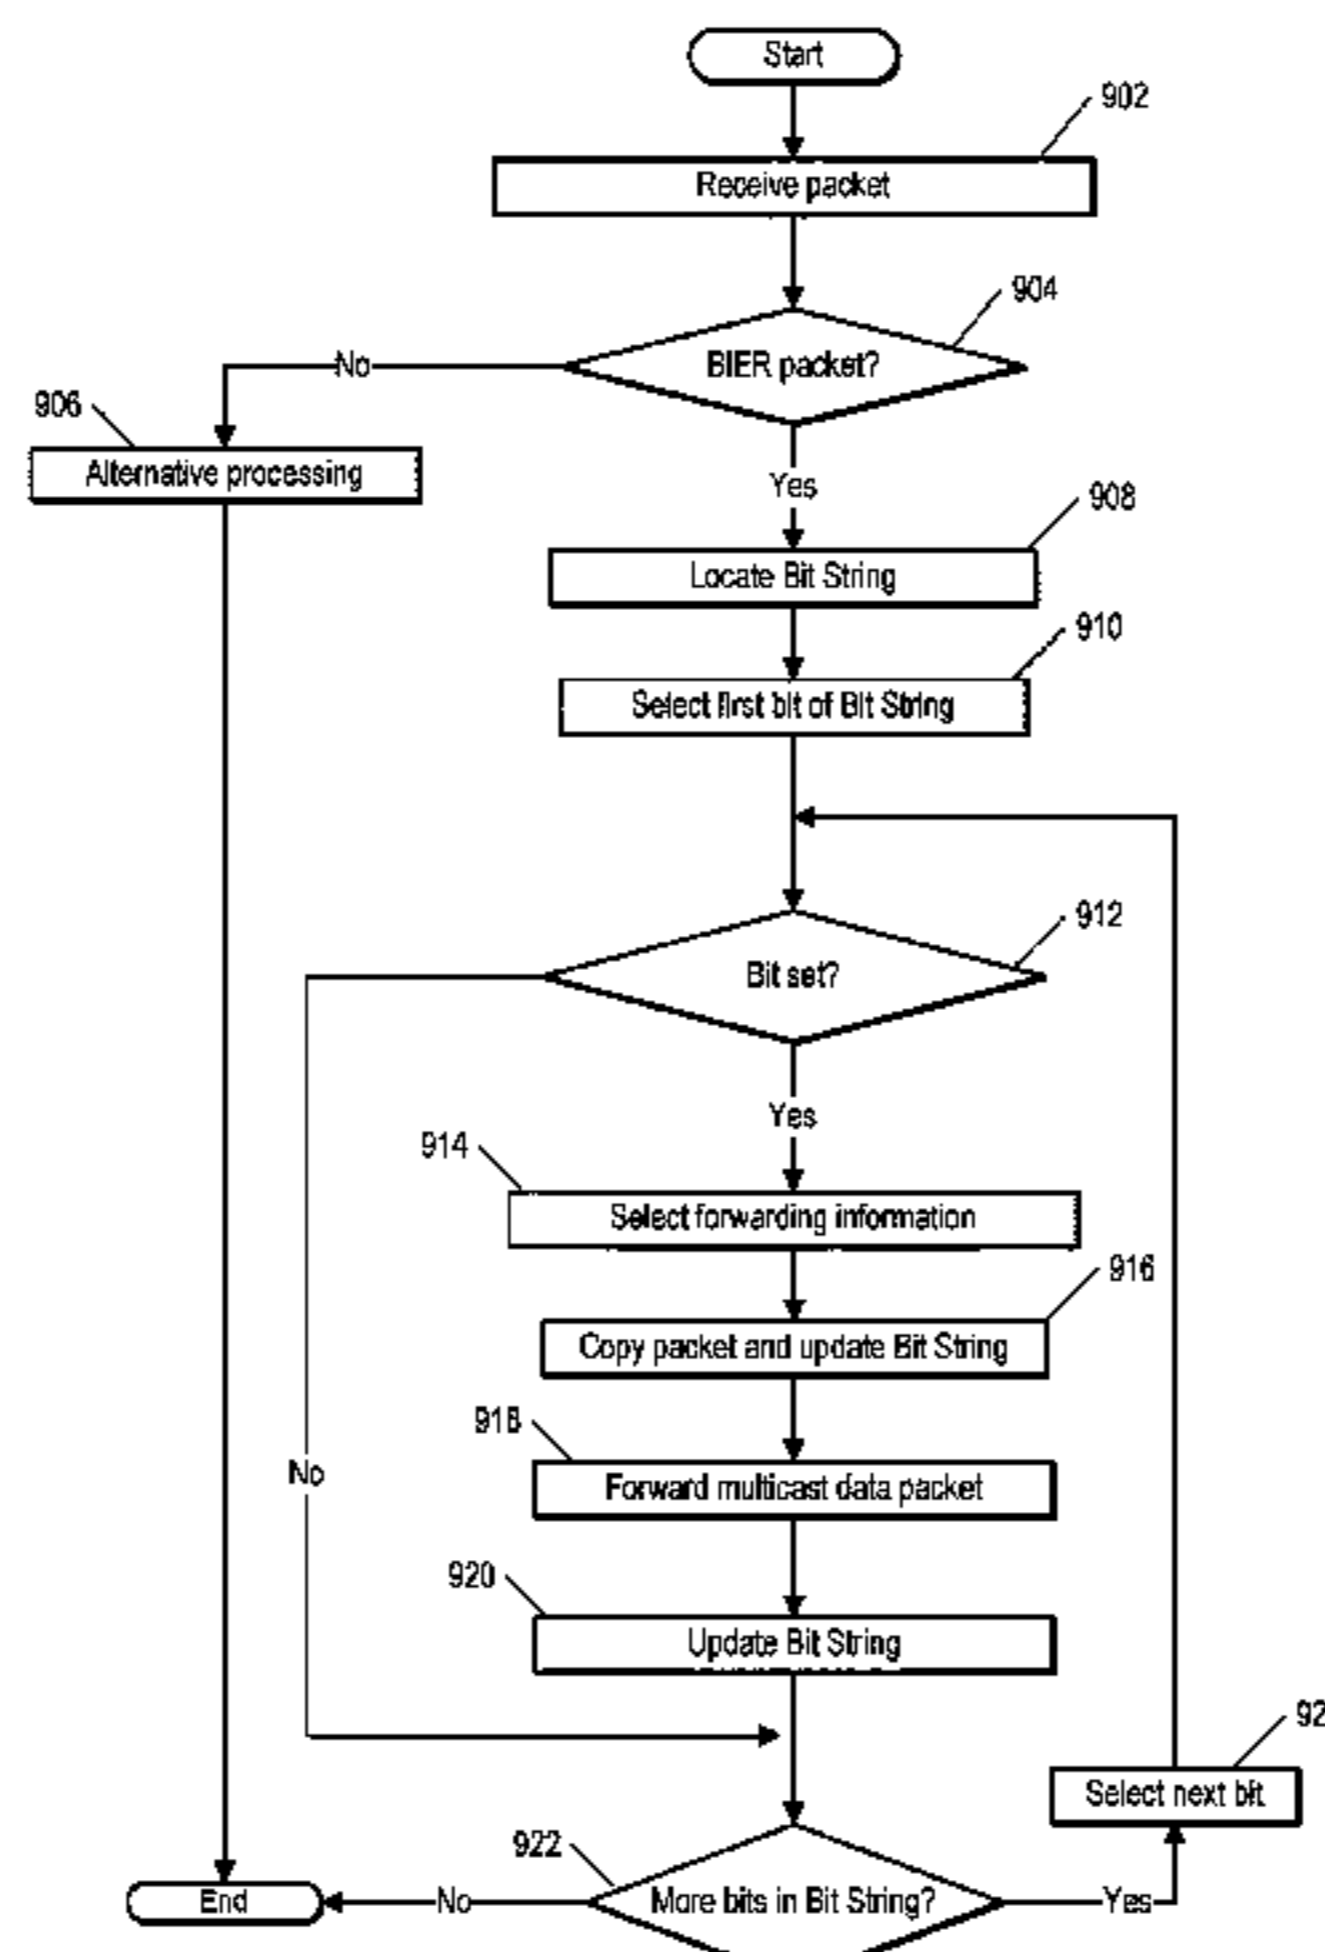 Start
902
Receive packet
904
BIER packet?
No
906
Alternative processing
Yes
908
Locate Bit String
910
Select first bit of Bit String
912
Bit set?
Yes
914
Select forwarding information
916
Copy packet and update Bit String
918
Forward multicast data packet
No
920
Update Bit String
92
Select next bit
922
More bits in Bit String?
No
Yes
End